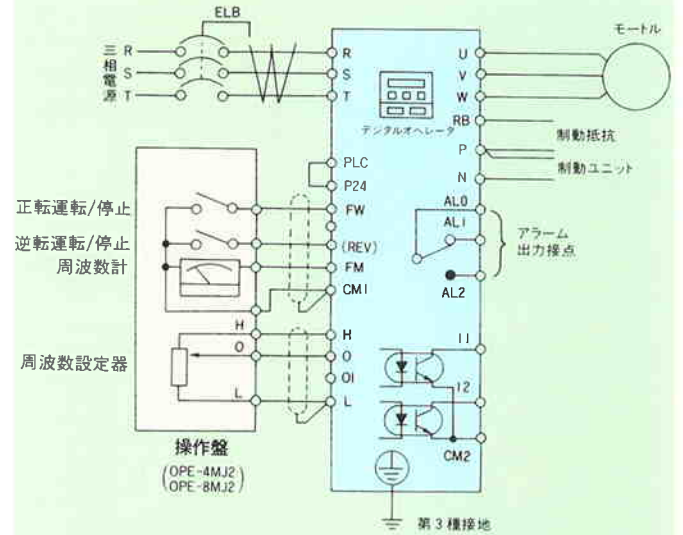 ELB
モートル
三相電源
R
S
T
R
S
T
U
V
W
デジタルオペレータ
RB
制動抵抗
P
制動ユニット
N
PLC
P24
正転運転/停止
FW
AL0
AL1
アラーム
出力接点
逆転運転/停止
(REV)
周波数計
FM
CM1
AL2
H
O
L
H
O
OI
L
周波数設定器
11
12
CM2
操作盤
(OPE-4MJ2
OPE-8MJ2)
第3種接地